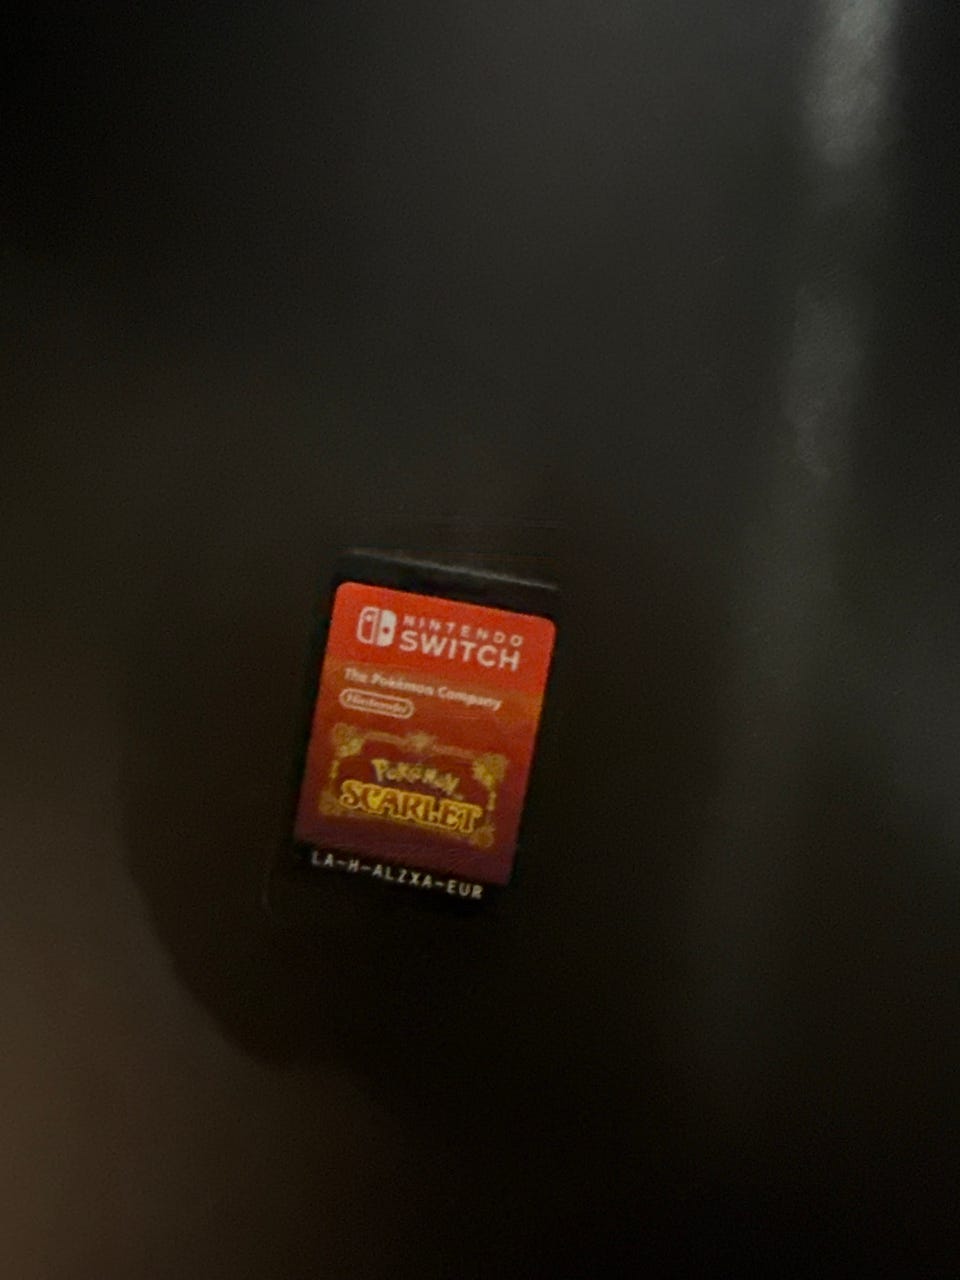 NINTENDO
SWITCH
The Pokémon Company
Nintendo
POKéMON
SCARLET
LA-H-ALZXA-EUR